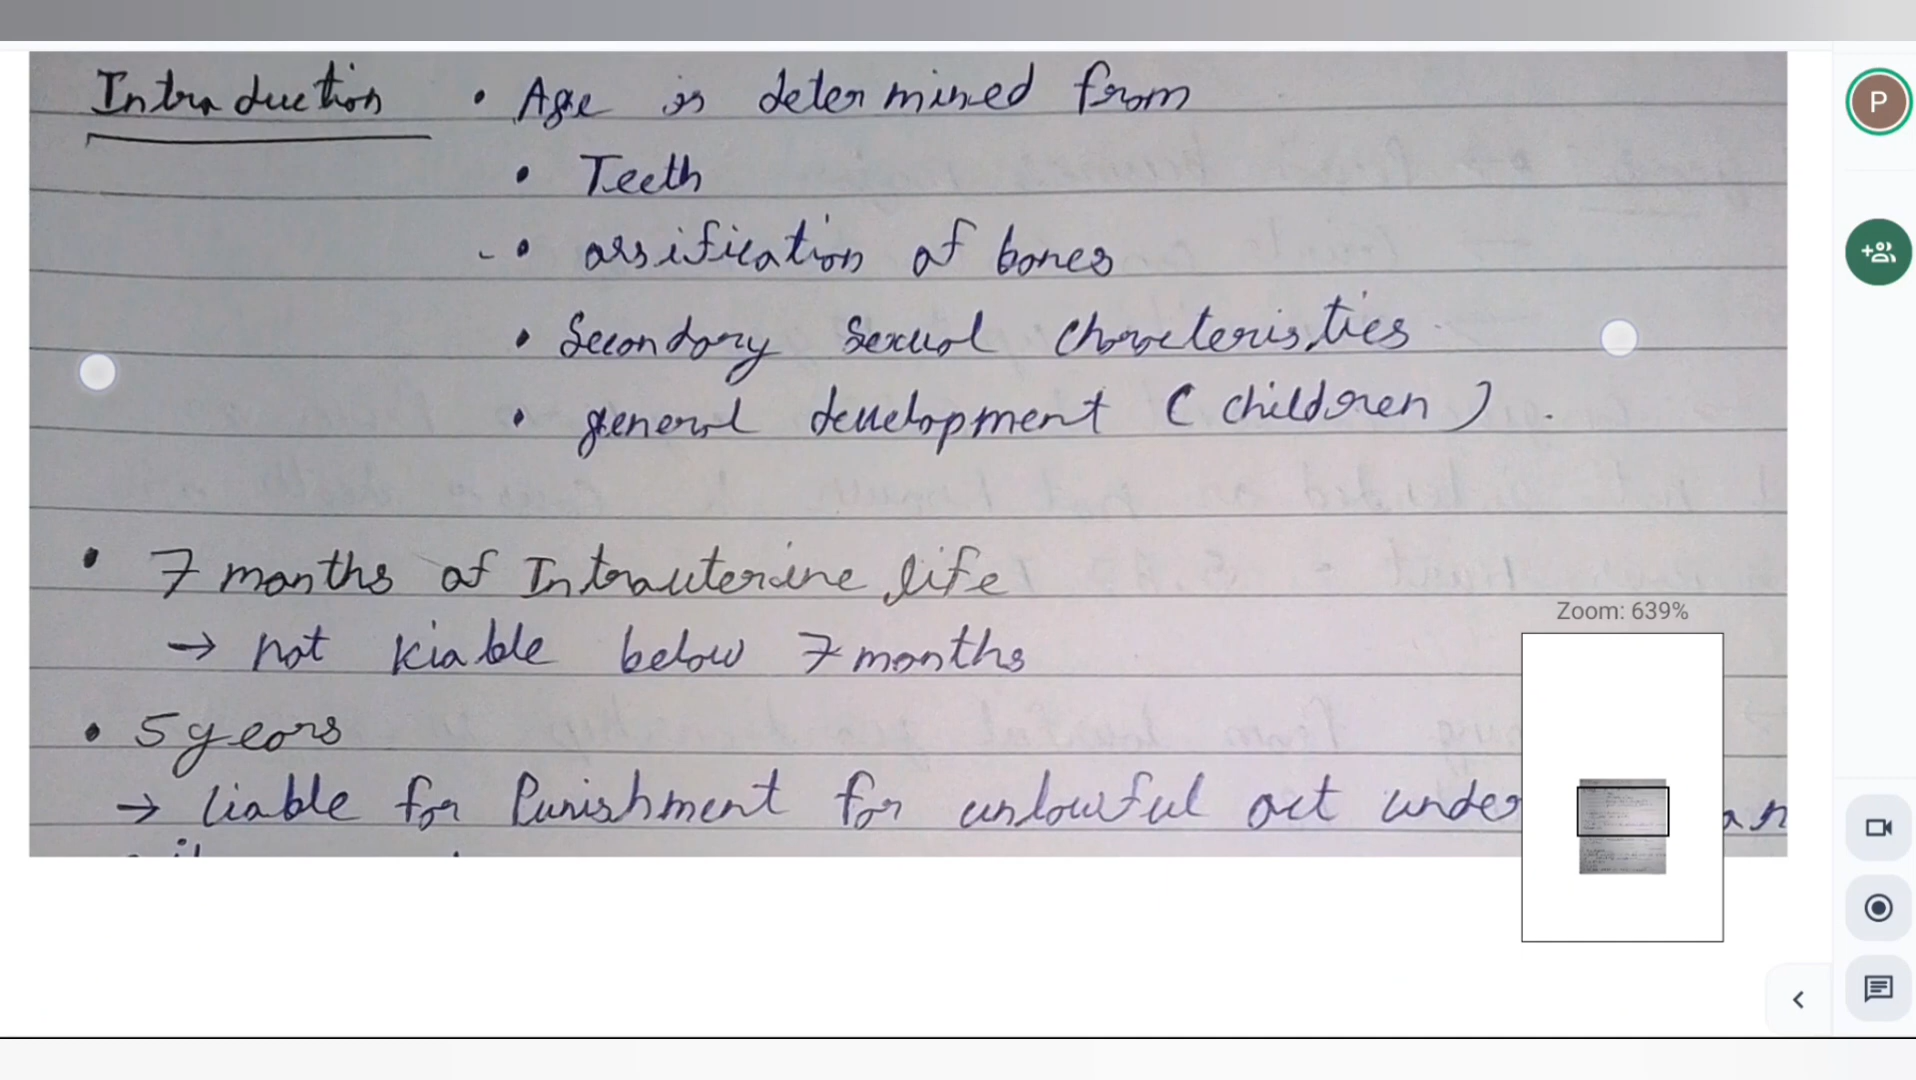 Introduction • Age is determined from
• Teeth
• ossification of bones
• Secondary sexual characteristics
• general development (children).
• 7 months of Intrauterine life
→ not viable below 7 months
• 5 years
→ liable for Punishment for unlawful act under an
Zoom: 639%
P